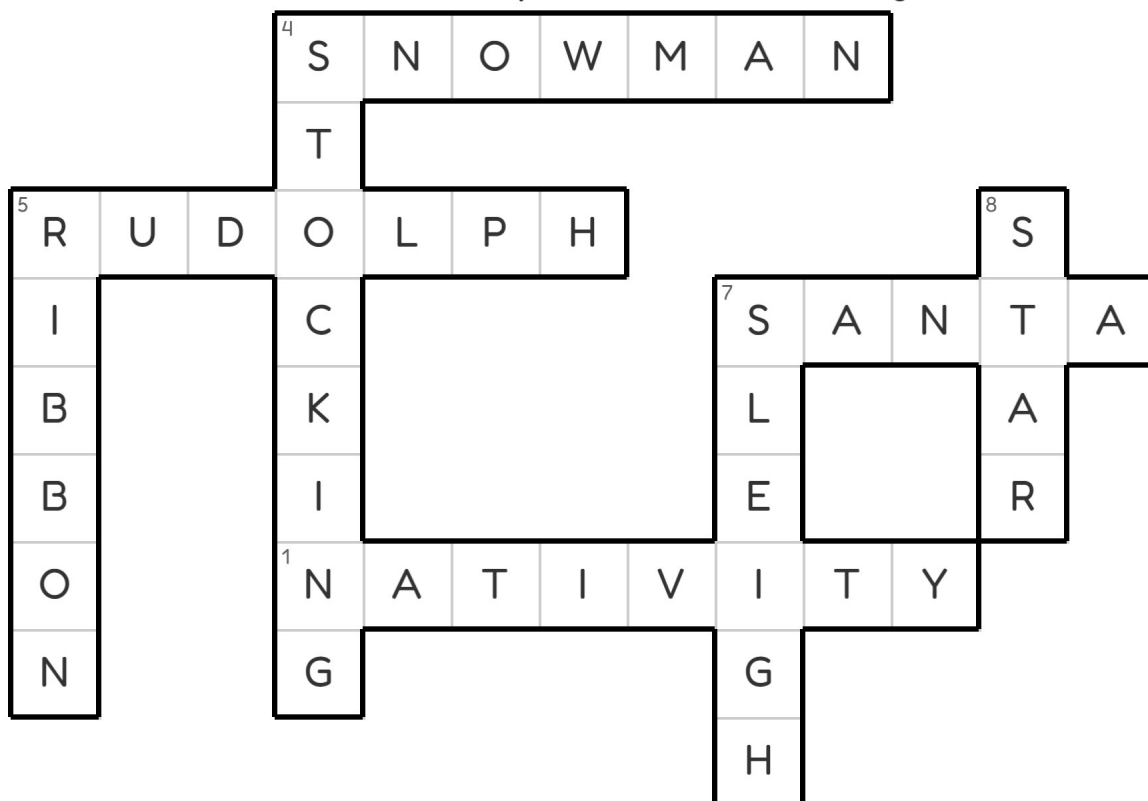 4 S N O W M A N
T
5 R U D O L P H 8 S
I C 7 S A N T A
B K L A
B I E R
O 1 N A T I V I T Y
N G G
H